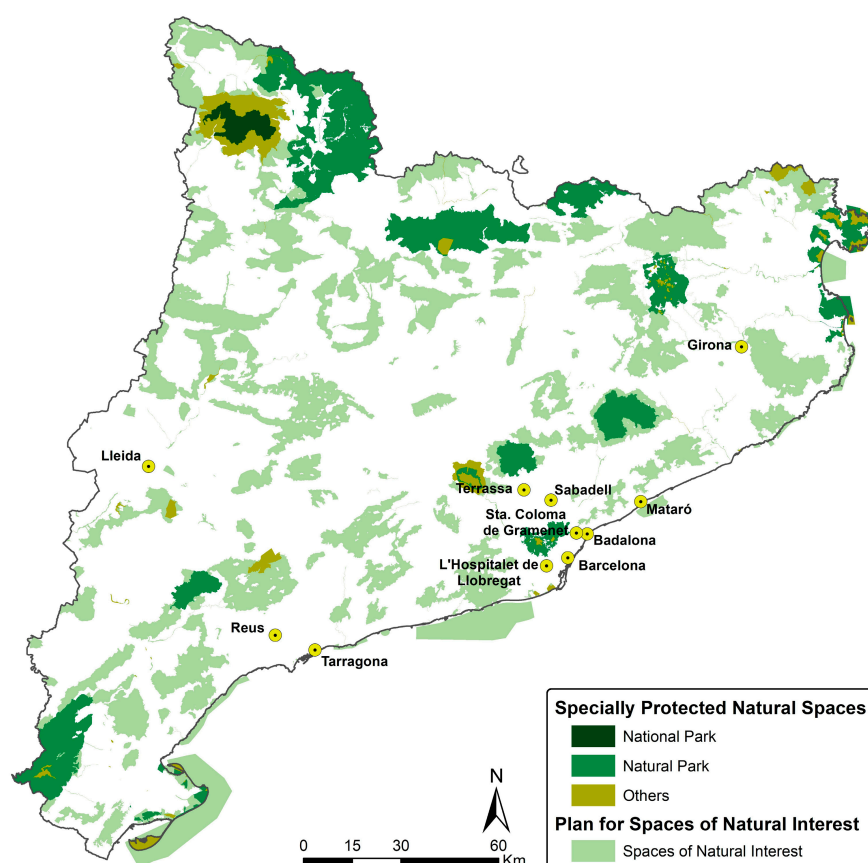 Girona
Lleida
Terrassa
Sabadell
Sta. Coloma
de Gramenet
Mataró
Badalona
L'Hospitalet de
Llobregat
Barcelona
Reus
Tarragona
N
0 15 30 60
Km
Specially Protected Natural Spaces
National Park
Natural Park
Others
Plan for Spaces of Natural Interest
Spaces of Natural Interest